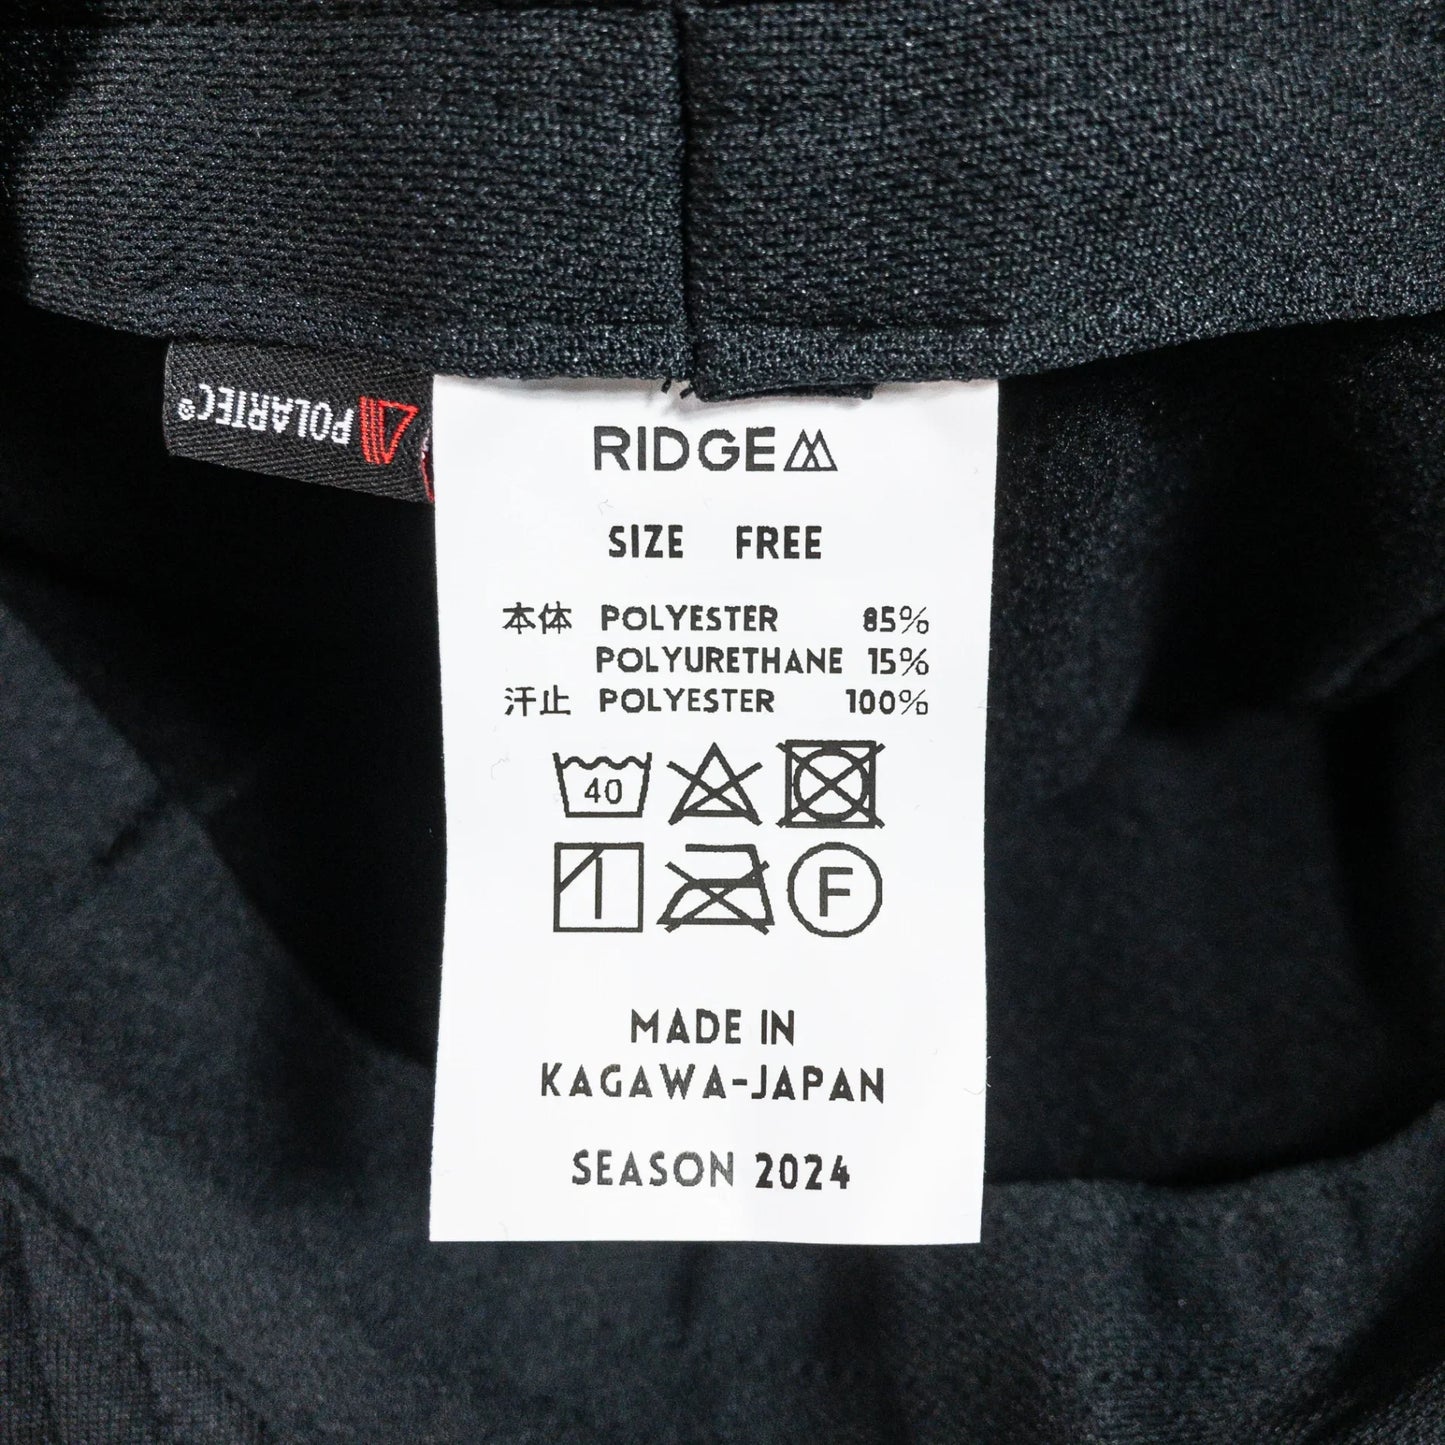 POLARTEC®
RIDGE
SIZE FREE
本体 POLYESTER 85%
POLYURETHANE 15%
汗止 POLYESTER 100%
40
F
MADE IN
KAGAWA-JAPAN
SEASON 2024